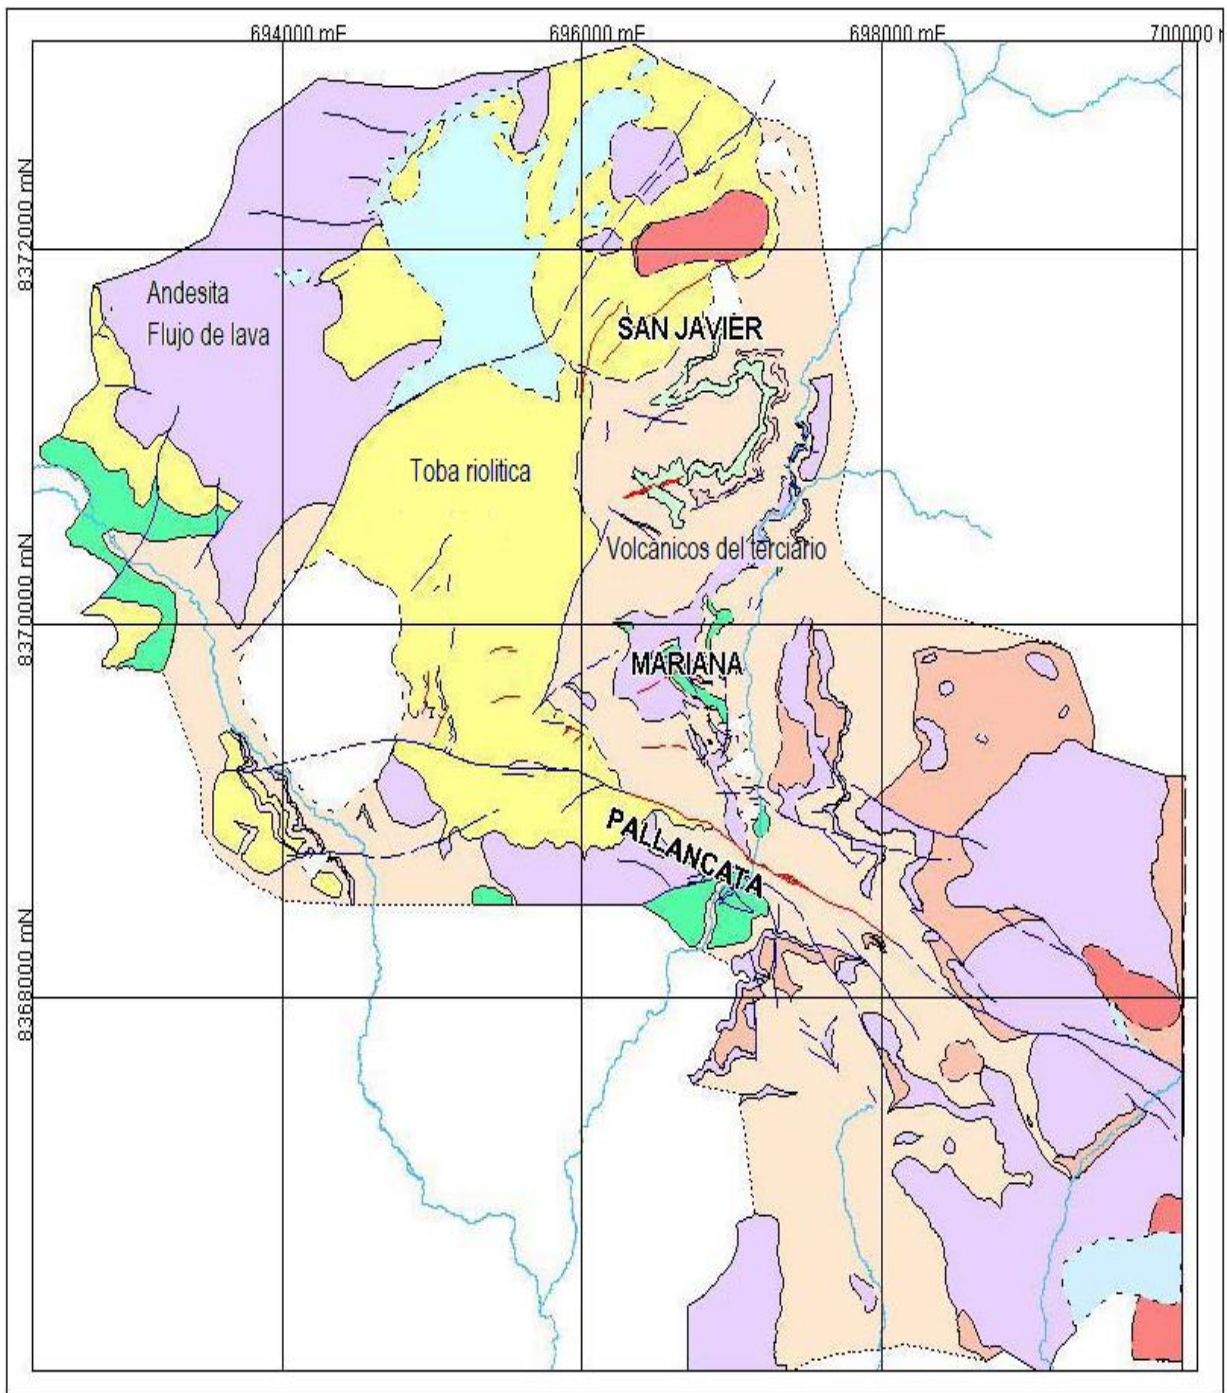 694000 mE
696000 mE
698000 mE
700000 m
8372000 mN
Andesita
Flujo de lava
SAN JAVIER
Toba riolitica
Volcánicos del terciario
8370000 mN
MARIANA
PALLANCATA
8368000 mN